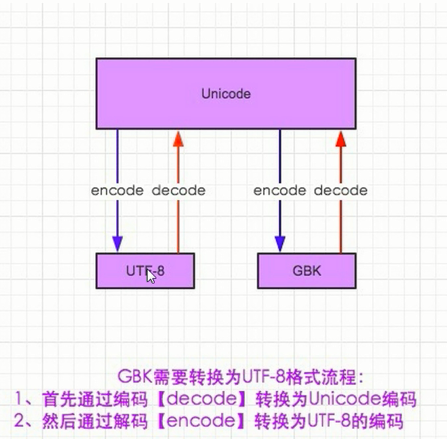 Unicode
encode decode encode decode
UTF-8 GBK
GBK需要转换为UTF-8格式流程：
1、首先通过编码【decode】转换为Unicode编码
2、然后通过解码【encode】转换为UTF-8的编码